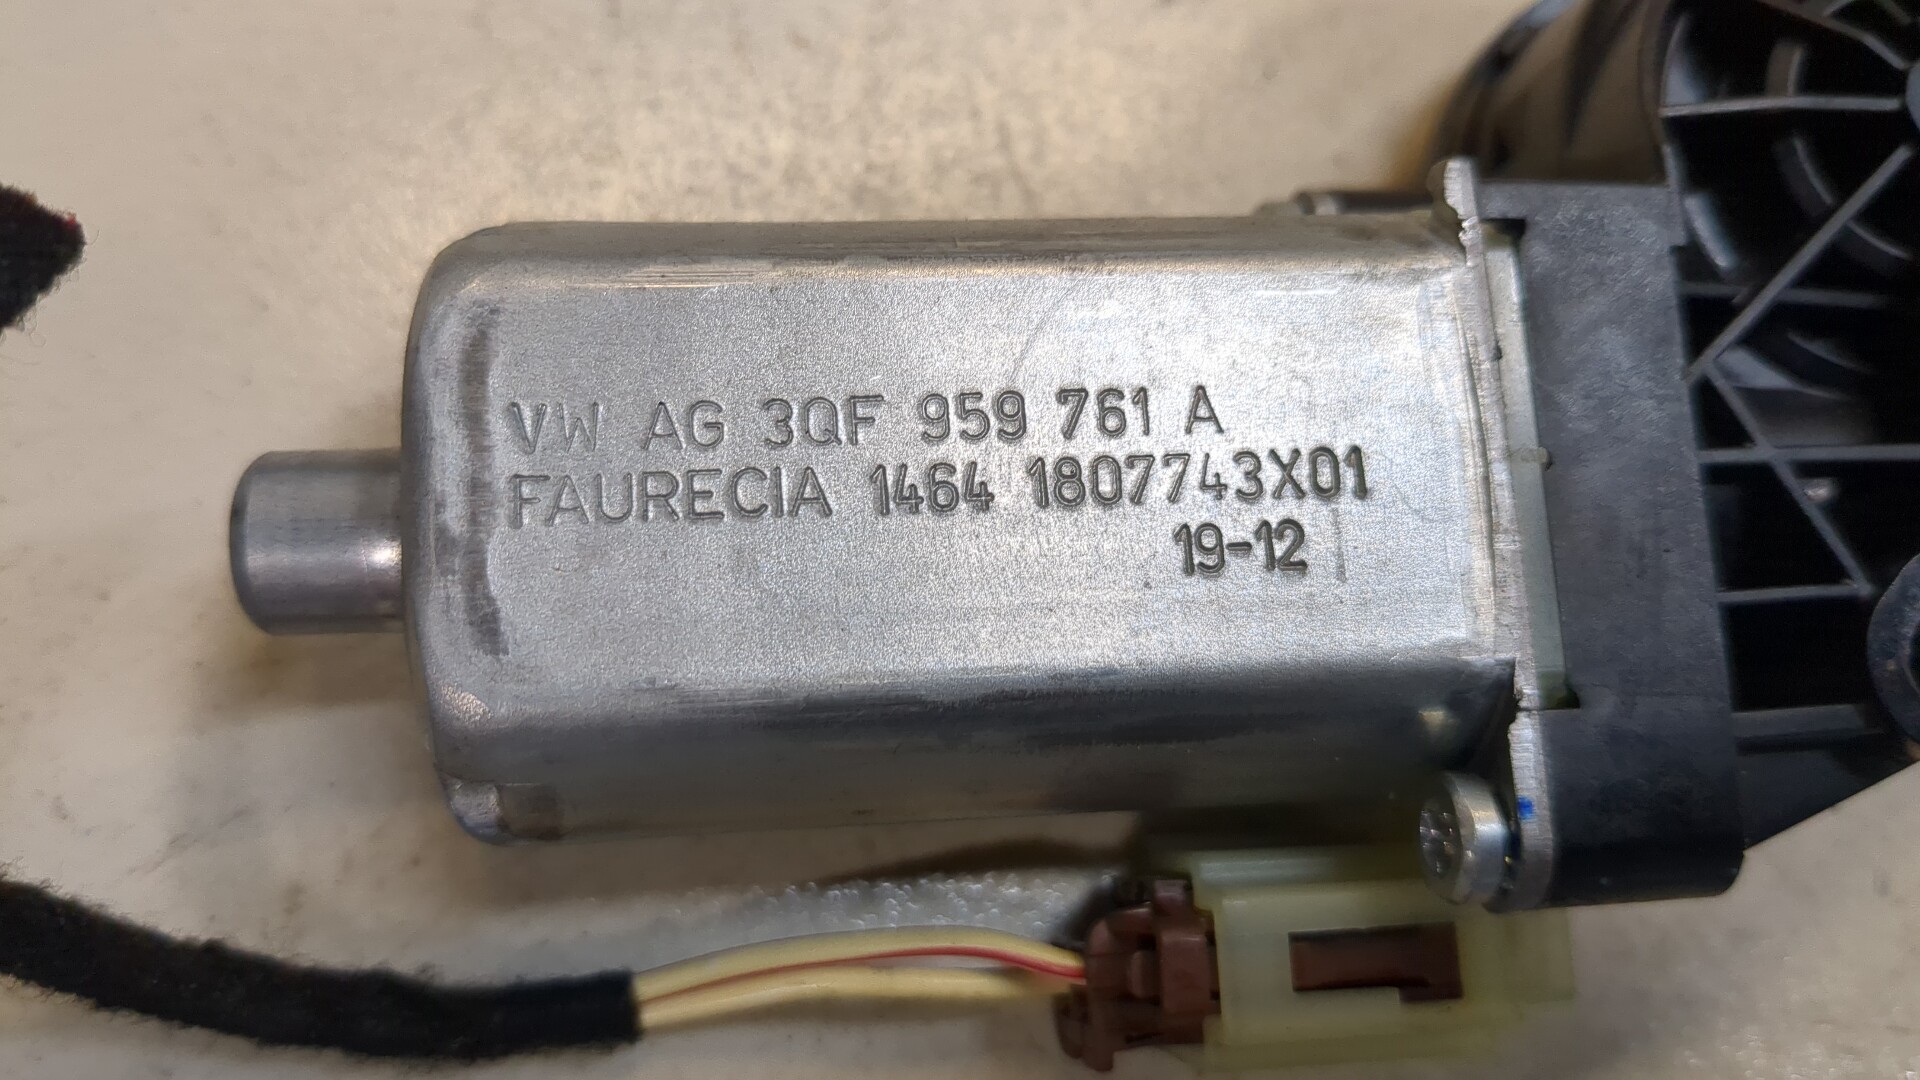 VW AG 3QF 959 761 A
FAURECIA 1464 1807743X01
19-12